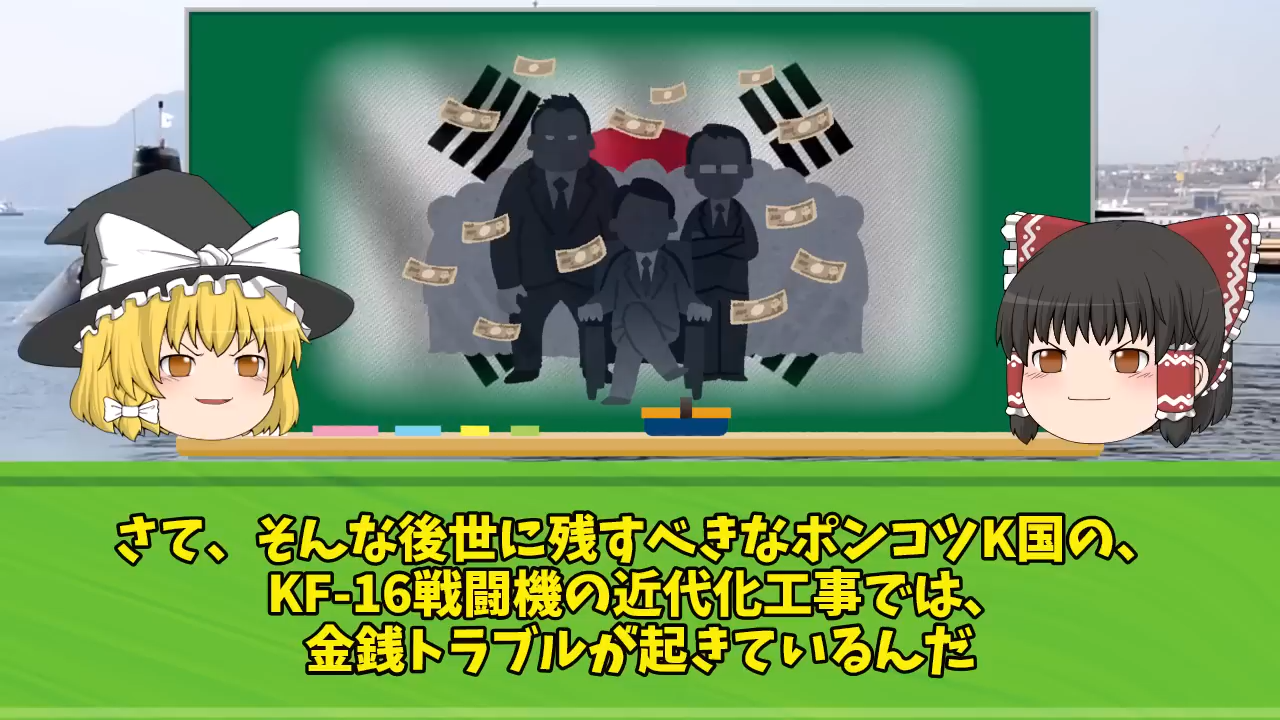 さて、そんな後世に残すべきなポンコツK国の、
KF-16戦闘機の近代化工事では、
金銭トラブルが起きているんだ